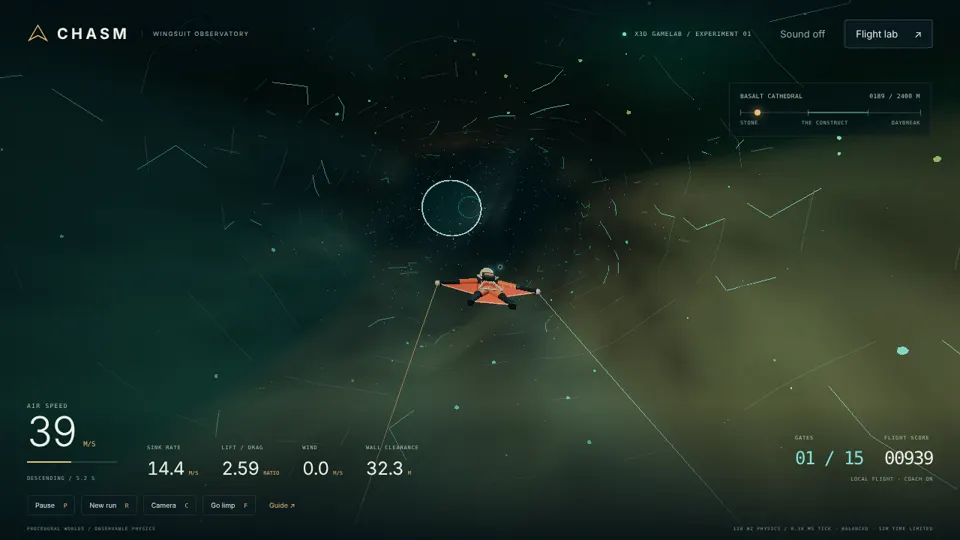 CHASM
WINGSUIT OBSERVATORY
X3D GAMELAB / EXPERIMENT 01
Sound off
Flight lab ↗
BASALT CATHEDRAL 0189 / 2400 M
STONE THE CONSTRUCT DAYBREAK
AIR SPEED
39 M/S
DESCENDING / 5.2 S
SINK RATE LIFT / DRAG WIND WALL CLEARANCE
14.4 M/S 2.59 RATIO 0.0 M/S 32.3 M
GATES FLIGHT SCORE
01 / 15 00939
LOCAL FLIGHT · COACH ON
Pause P New run R Camera C Go limp F Guide ↗
PROCEDURAL WORLDS / OBSERVABLE PHYSICS
120 HZ PHYSICS / 0.10 MS TICK · BALANCED · SIM TIME LIMITED